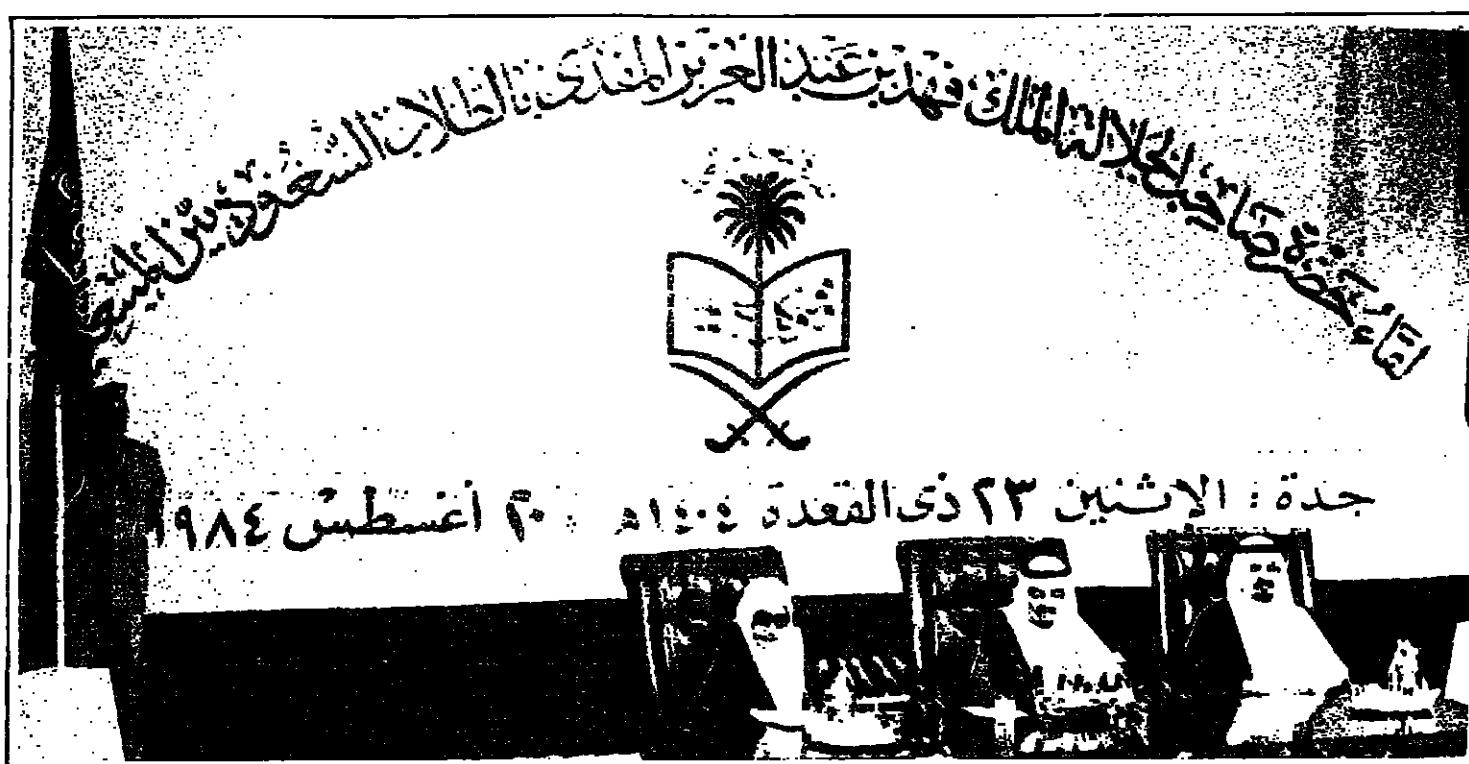 لقاء حضرة صاحب الجلالة الملك فهد بن عبد العزيز المفدى بالطلاب السعوديين
جدة : الاثنين ٢٣ ذى القعدة ١٤٠٤هـ ٢٠ أغسطس ١٩٨٤